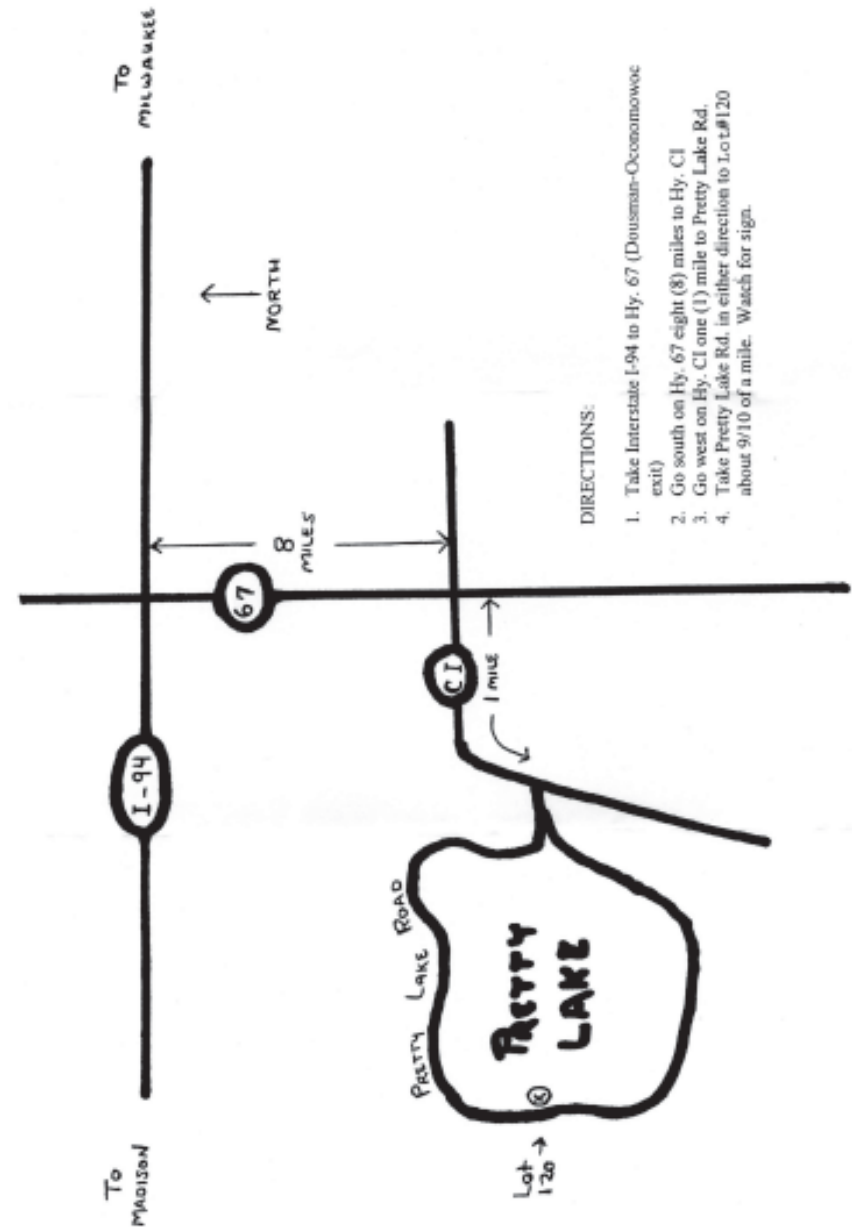 To
MILWAUKEE
NORTH
To
MADISON
I-94
67
8
MILES
CI
1 MILE
PRETTY LAKE ROAD
PRETTY
LAKE
Lot →
120
X
DIRECTIONS:
1. Take Interstate I-94 to Hy. 67 (Dousman-Oconomowoc
exit)
2. Go south on Hy. 67 eight (8) miles to Hy. CI
3. Go west on Hy. CI one (1) mile to Pretty Lake Rd.
4. Take Pretty Lake Rd. in either direction to Lot#120
about 9/10 of a mile. Watch for sign.